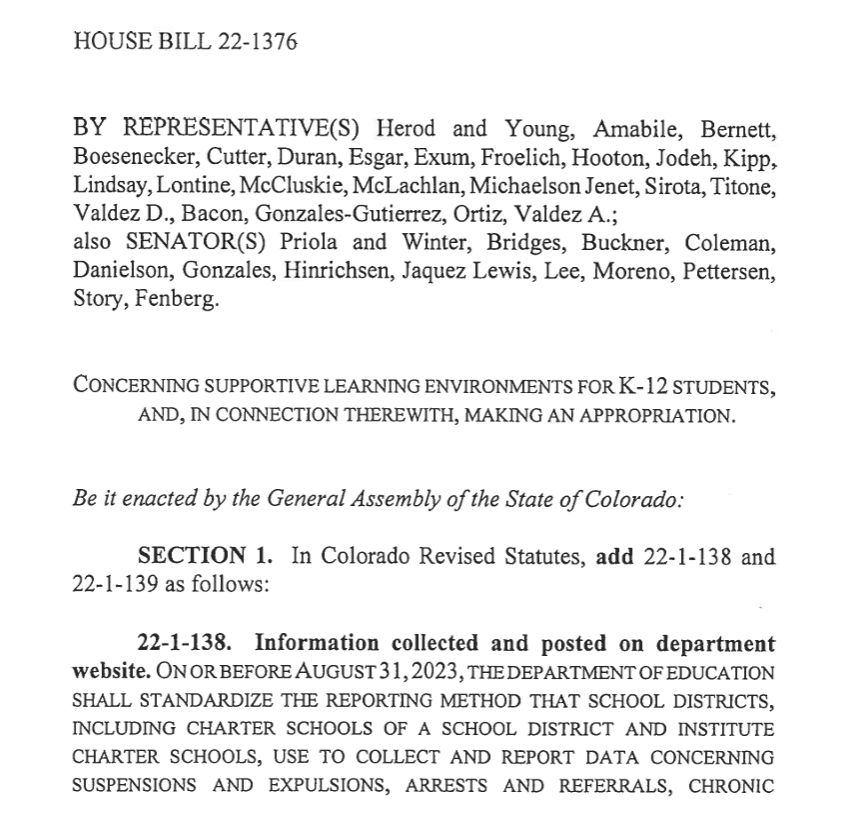 HOUSE BILL 22-1376
BY REPRESENTATIVE(S) Herod and Young, Amabile, Bernett,
Boesenecker, Cutter, Duran, Esgar, Exum, Froelich, Hooton, Jodeh, Kipp,
Lindsay, Lontine, McCluskie, McLachlan, Michaelson Jenet, Sirota, Titone,
Valdez D., Bacon, Gonzales-Gutierrez, Ortiz, Valdez A.;
also SENATOR(S) Priola and Winter, Bridges, Buckner, Coleman,
Danielson, Gonzales, Hinrichsen, Jaquez Lewis, Lee, Moreno, Pettersen,
Story, Fenberg.
CONCERNING SUPPORTIVE LEARNING ENVIRONMENTS FOR K-12 STUDENTS,
AND, IN CONNECTION THEREWITH, MAKING AN APPROPRIATION.
Be it enacted by the General Assembly of the State of Colorado:
SECTION 1. In Colorado Revised Statutes, add 22-1-138 and
22-1-139 as follows:
22-1-138. Information collected and posted on department
website. ON OR BEFORE AUGUST 31, 2023, THE DEPARTMENT OF EDUCATION
SHALL STANDARDIZE THE REPORTING METHOD THAT SCHOOL DISTRICTS,
INCLUDING CHARTER SCHOOLS OF A SCHOOL DISTRICT AND INSTITUTE
CHARTER SCHOOLS, USE TO COLLECT AND REPORT DATA CONCERNING
SUSPENSIONS AND EXPULSIONS, ARRESTS AND REFERRALS, CHRONIC